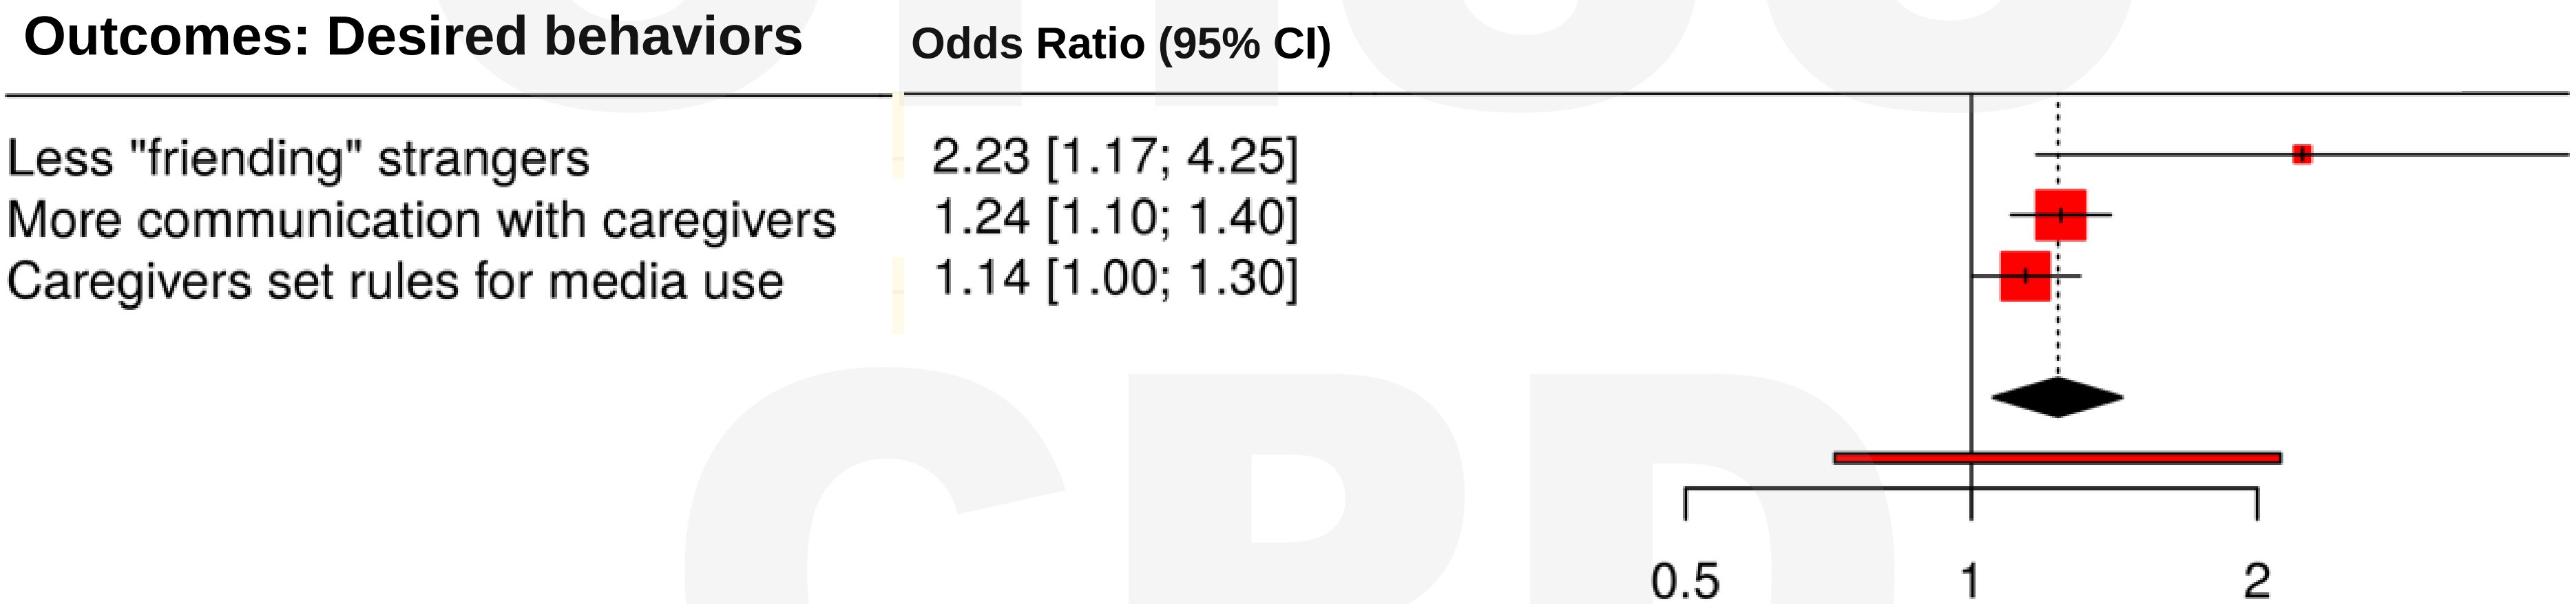 Outcomes: Desired behaviors Odds Ratio (95% CI)
Less "friending" strangers 2.23 [1.17; 4.25]
More communication with caregivers 1.24 [1.10; 1.40]
Caregivers set rules for media use 1.14 [1.00; 1.30]
0.5 1 2